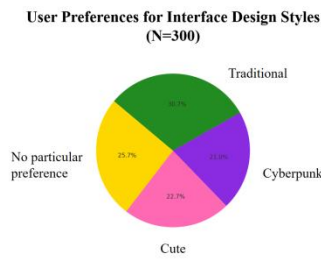 User Preferences for Interface Design Styles
(N=300)
Traditional
30.7%
No particular
preference
25.7%
21.0%
Cyberpunk
22.7%
Cute